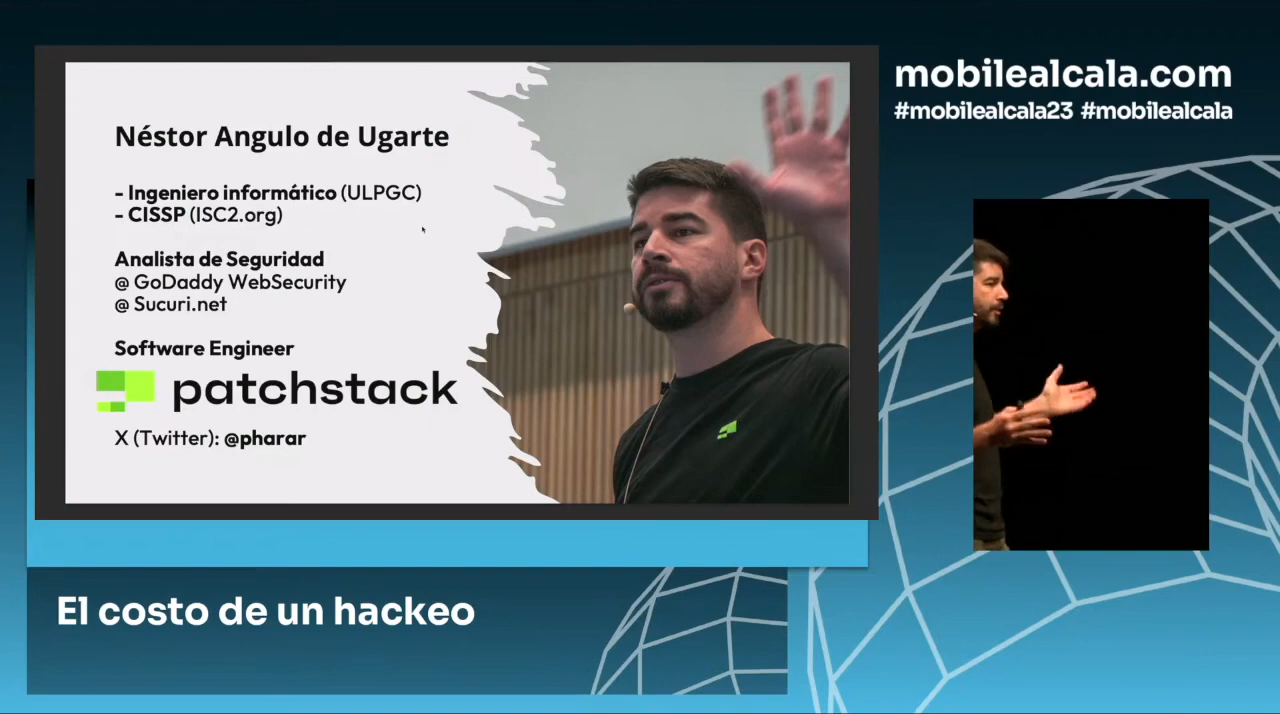 mobilealcala.com
#mobilealcala23 #mobilealcala
Néstor Angulo de Ugarte
- Ingeniero informático (ULPGC)
- CISSP (ISC2.org)
Analista de Seguridad
@ GoDaddy WebSecurity
@ Sucuri.net
Software Engineer
patchstack
X (Twitter): @pharar
El costo de un hackeo